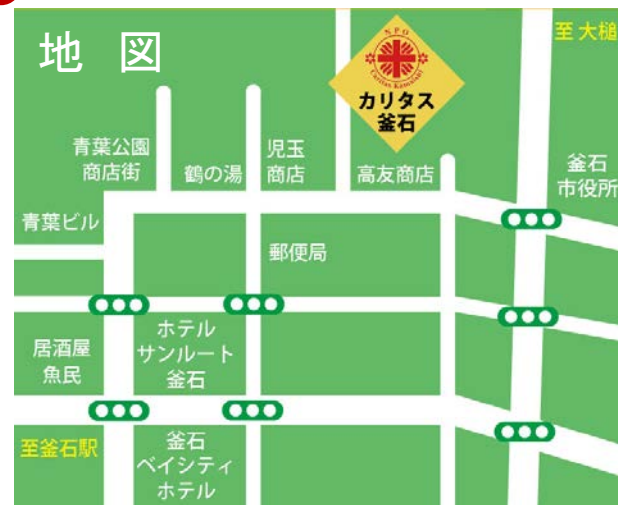 地 図
至 大槌
NPO
Caritas Kamaishi
カリタス
釜石
青葉公園
商店街
鶴の湯
児玉
商店
高友商店
釜石
市役所
青葉ビル
郵便局
居酒屋
魚民
ホテル
サンルート
釜石
至釜石駅
釜石
ベイシティ
ホテル